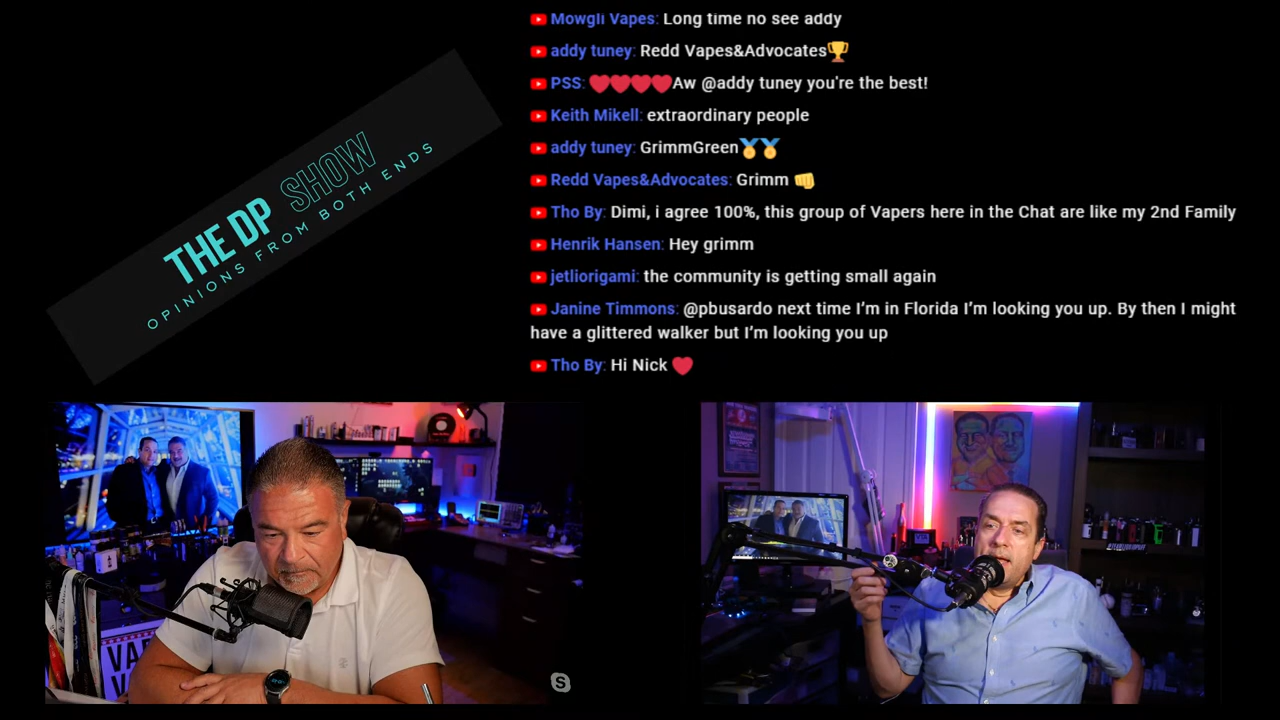 Mowgli Vapes: Long time no see addy
addy tuney: Redd Vapes&Advocates🏆
PSS: ❤❤❤❤Aw @addy tuney you're the best!
Keith Mikell: extraordinary people
addy tuney: GrimmGreen🏅🏅
Redd Vapes&Advocates: Grimm 👊
Tho By: Dimi, i agree 100%, this group of Vapers here in the Chat are like my 2nd Family
Henrik Hansen: Hey grimm
jetliorigami: the community is getting small again
Janine Timmons: @pbusardo next time I’m in Florida I’m looking you up. By then I might
have a glittered walker but I’m looking you up
Tho By: Hi Nick ❤
THE DP SHOW
OPINIONS FROM BOTH ENDS
VAP
V
S